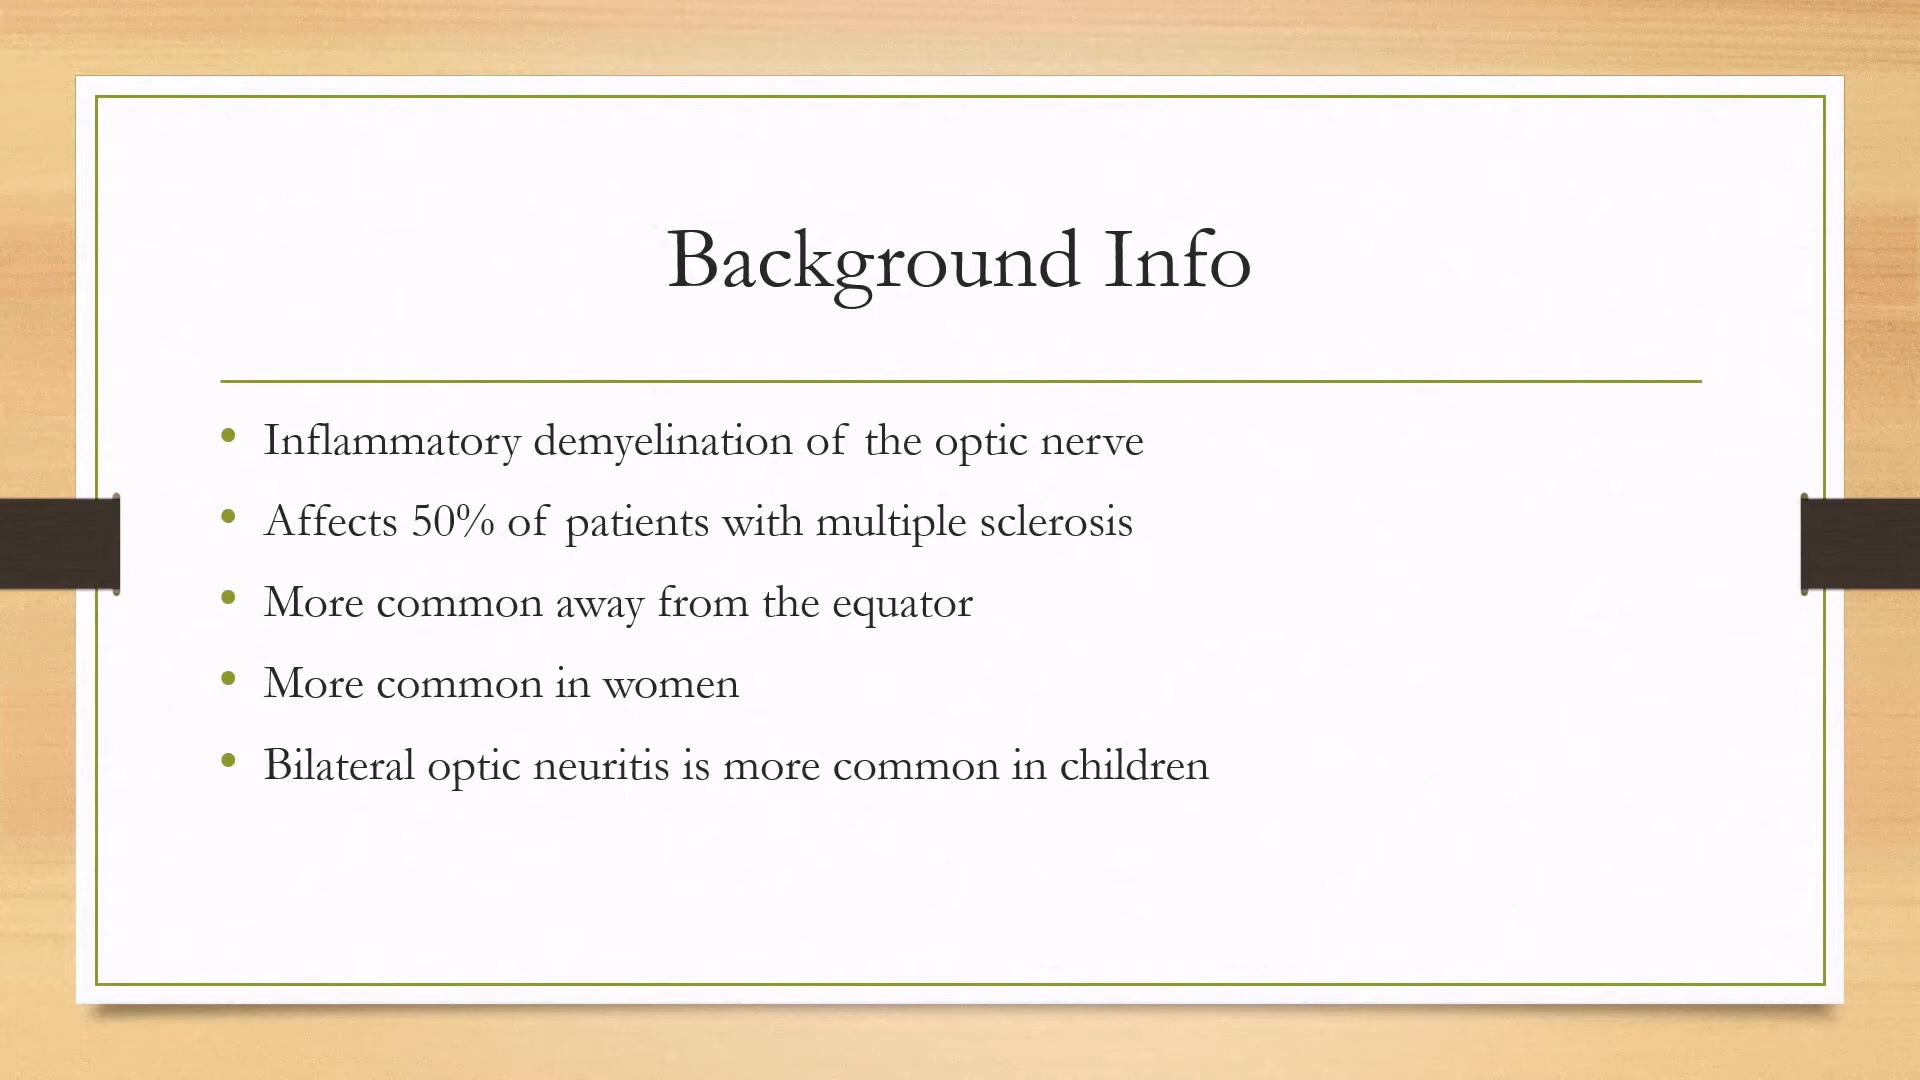 Background Info
• Inflammatory demyelination of the optic nerve
• Affects 50% of patients with multiple sclerosis
• More common away from the equator
• More common in women
• Bilateral optic neuritis is more common in children